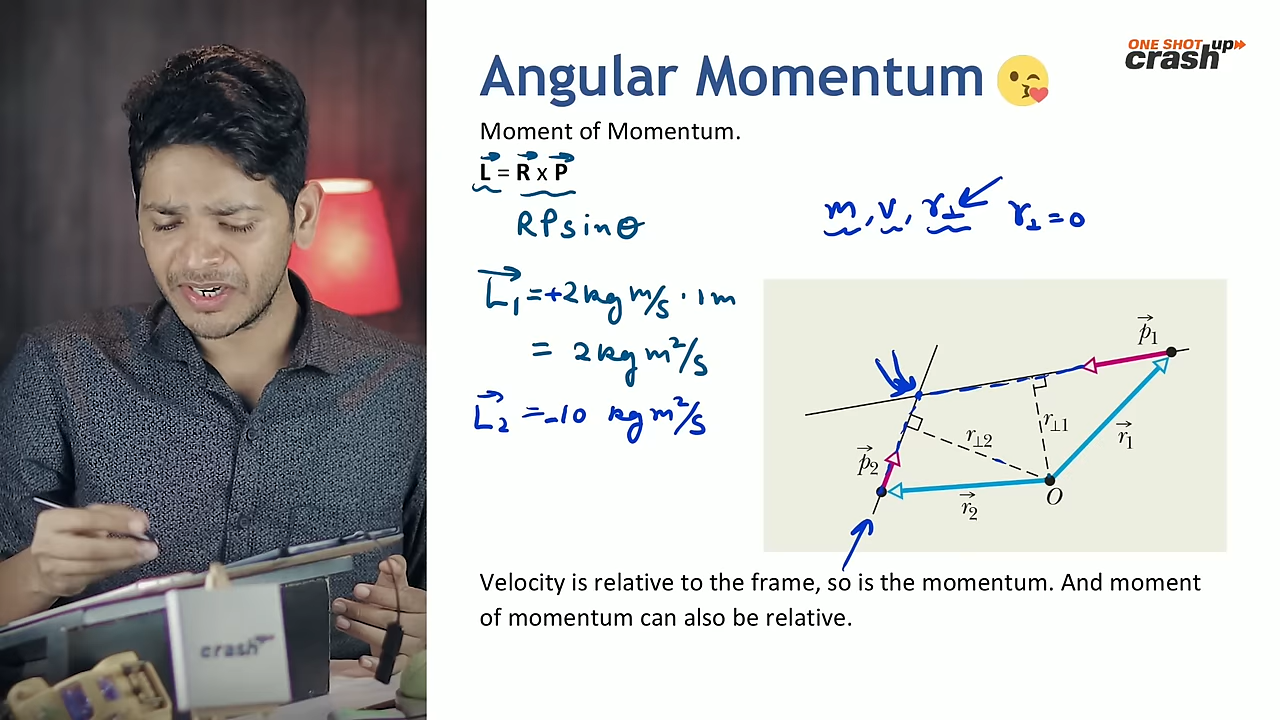 ONE SHOT
crash up
Angular Momentum
Moment of Momentum.
L = R x P
RP sin θ
m, v, r⊥ r⊥ = 0
L₁ = +2 kg m/s · 1m
= 2 kg m²/s
L₂ = -10 kg m²/s
p₁
r⊥1
r⊥2
r₁
p₂
r₂
O
Velocity is relative to the frame, so is the momentum. And moment
of momentum can also be relative.
crash